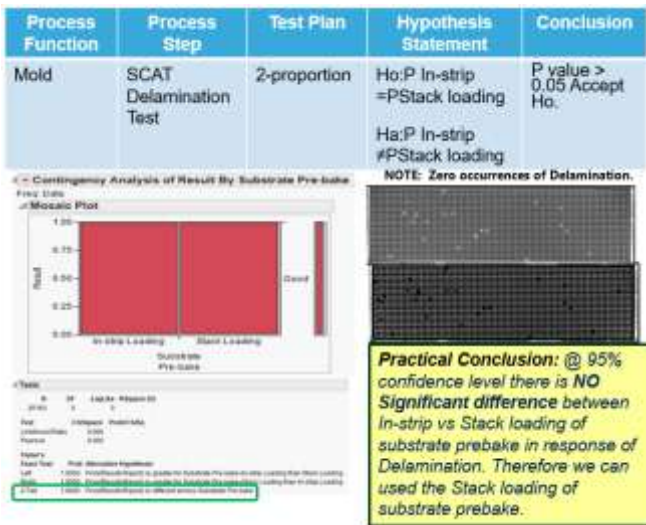 Process Function
Process Step
Test Plan
Hypothesis Statement
Conclusion
Mold
SCAT Delamination Test
2-proportion
Ho:P In-strip
=PStack loading
Ha:P In-strip
≠PStack loading
P value >
0.05 Accept
Ho.
NOTE: Zero occurrences of Delamination.
Contingency Analysis of Result By Substrate Pre-bake
Freq: Data
Mosaic Plot
1.00
0.75
0.50
0.25
0.00
Result
Good
In-strip Loading
Stack Loading
Substrate
Pre-bake
Tests
Practical Conclusion: @ 95%
confidence level there is NO
Significant difference between
In-strip vs Stack loading of
substrate prebake in response of
Delamination. Therefore we can
used the Stack loading of
substrate prebake.